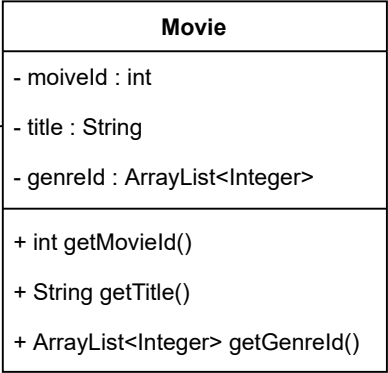 Movie
- moiveId : int
- title : String
- genreId : ArrayList<Integer>
+ int getMovieId()
+ String getTitle()
+ ArrayList<Integer> getGenreId()